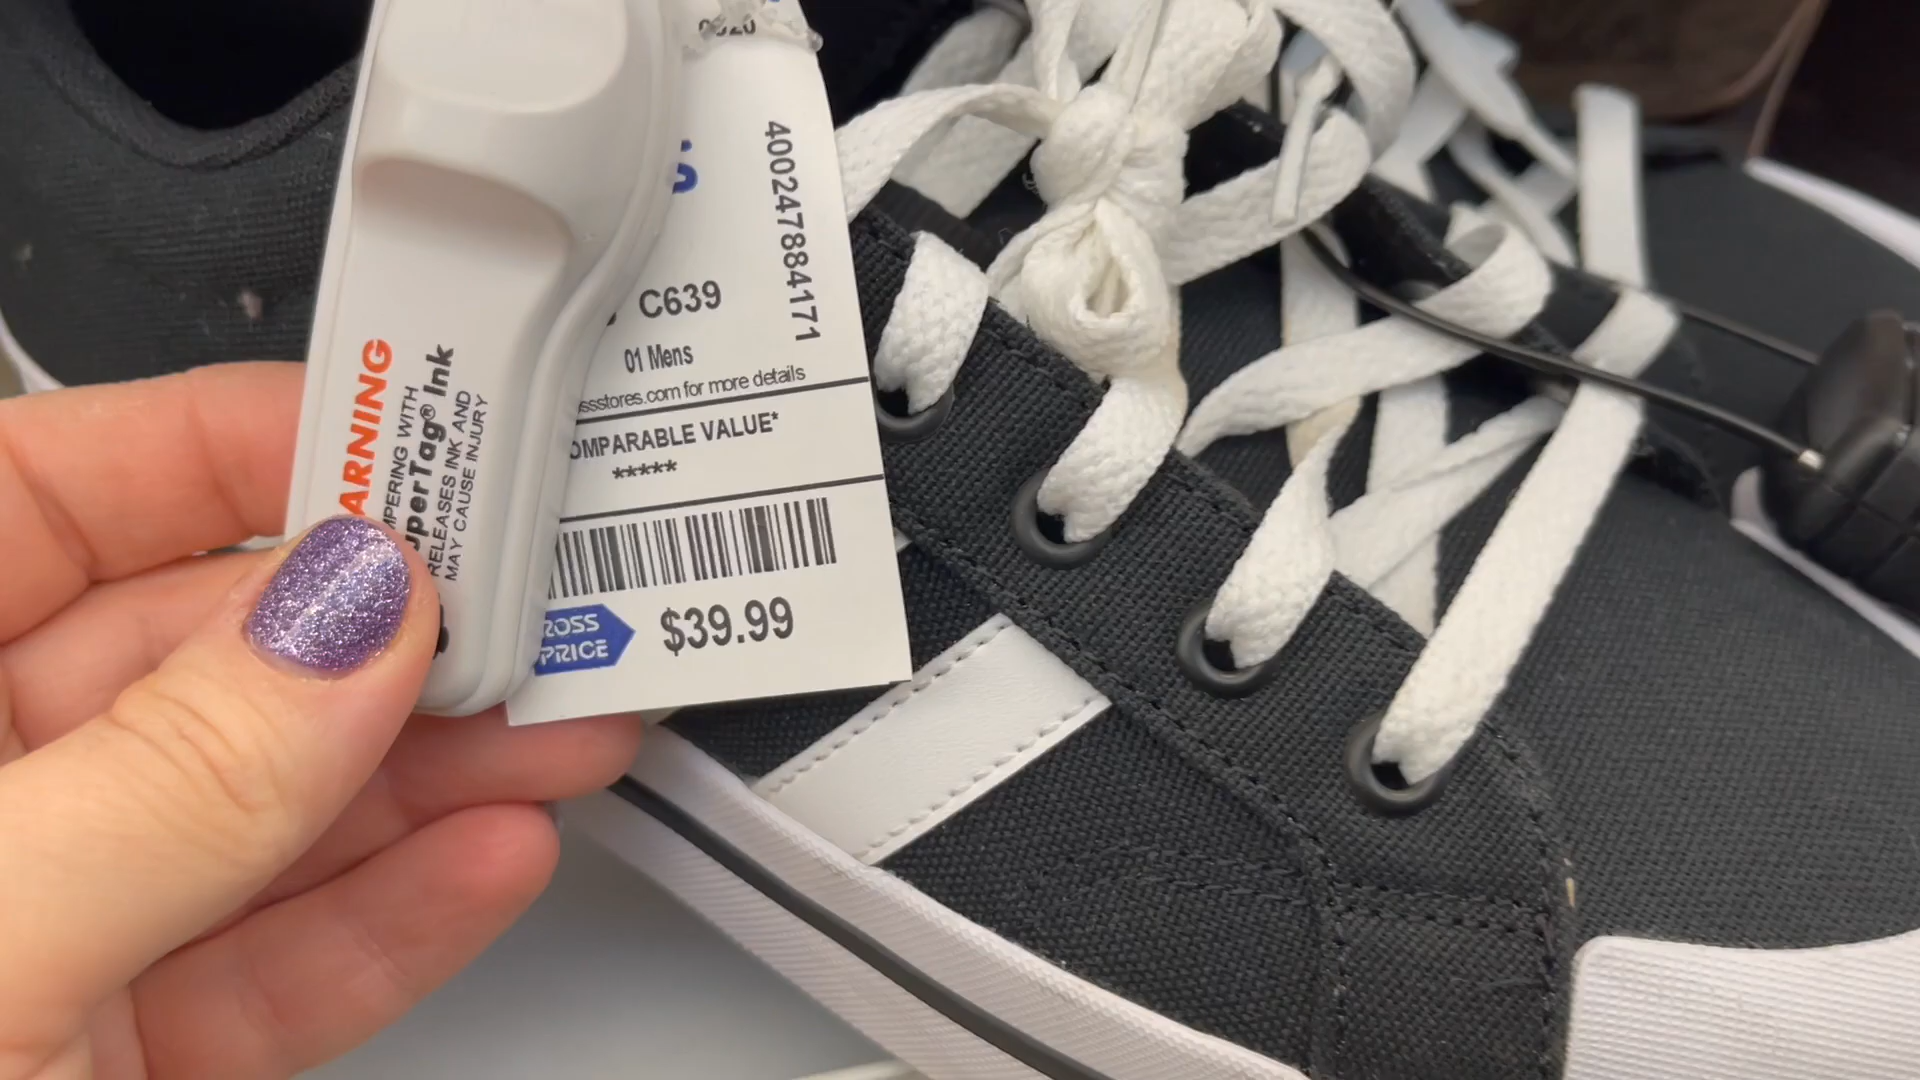 400247884171
C639
01 Mens
ssstores.com for more details
OMPARABLE VALUE*
*****
ROSS
PRICE
$39.99
ARNING
MPERING WITH
uperTag® Ink
RELEASES INK AND
MAY CAUSE INJURY